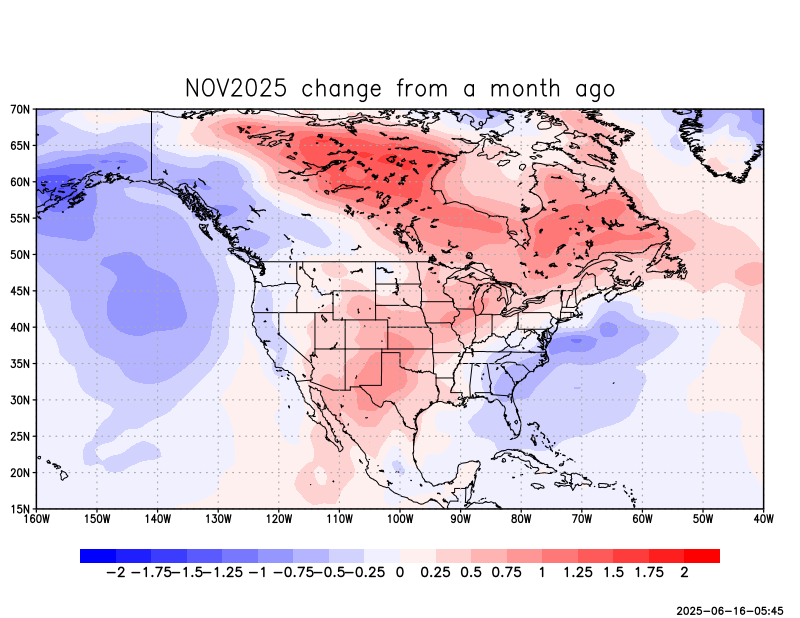 NOV2025 change from a month ago
70N
65N
60N
55N
50N
45N
40N
35N
30N
25N
20N
15N
160W 150W 140W 130W 120W 110W 100W 90W 80W 70W 60W 50W 40W
−2 −1.75 −1.5 −1.25 −1 −0.75 −0.5 −0.25 0 0.25 0.5 0.75 1 1.25 1.5 1.75 2
2025−06−16−05:45